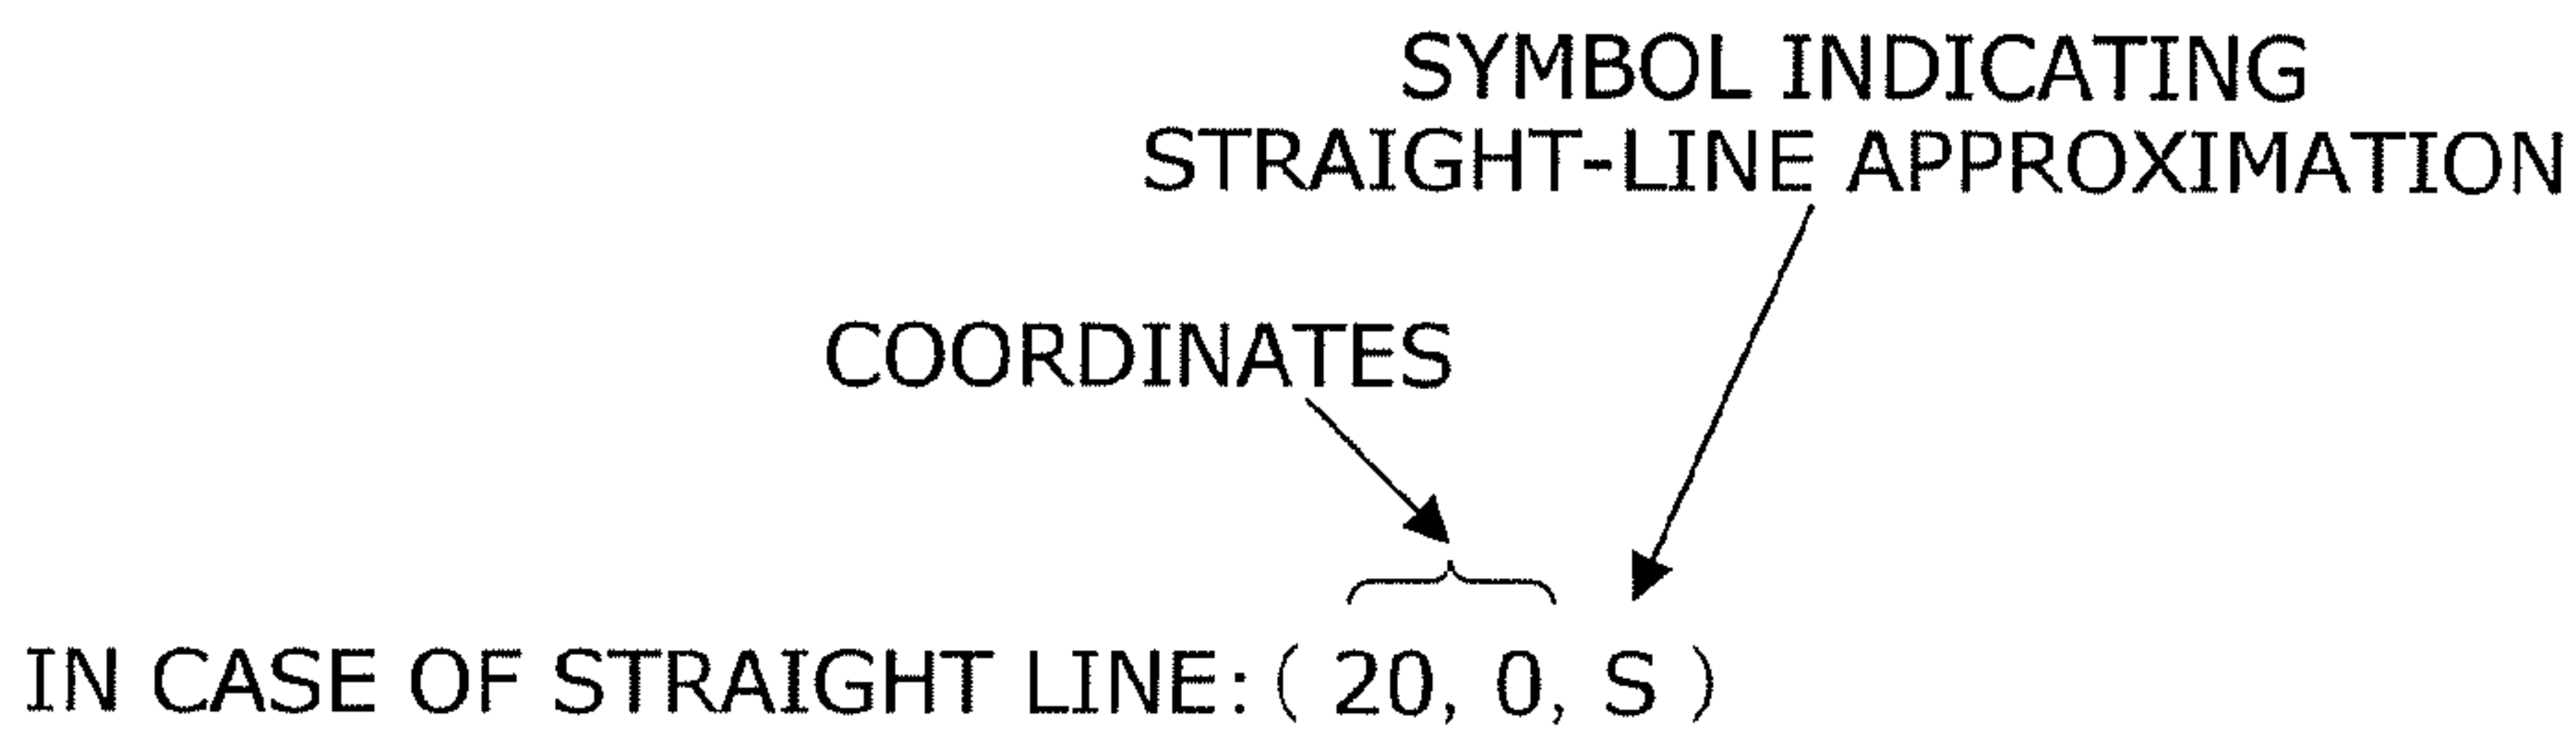 SYMBOL INDICATING
STRAIGHT-LINE APPROXIMATION
COORDINATES
IN CASE OF STRAIGHT LINE: ( 20, 0, S )